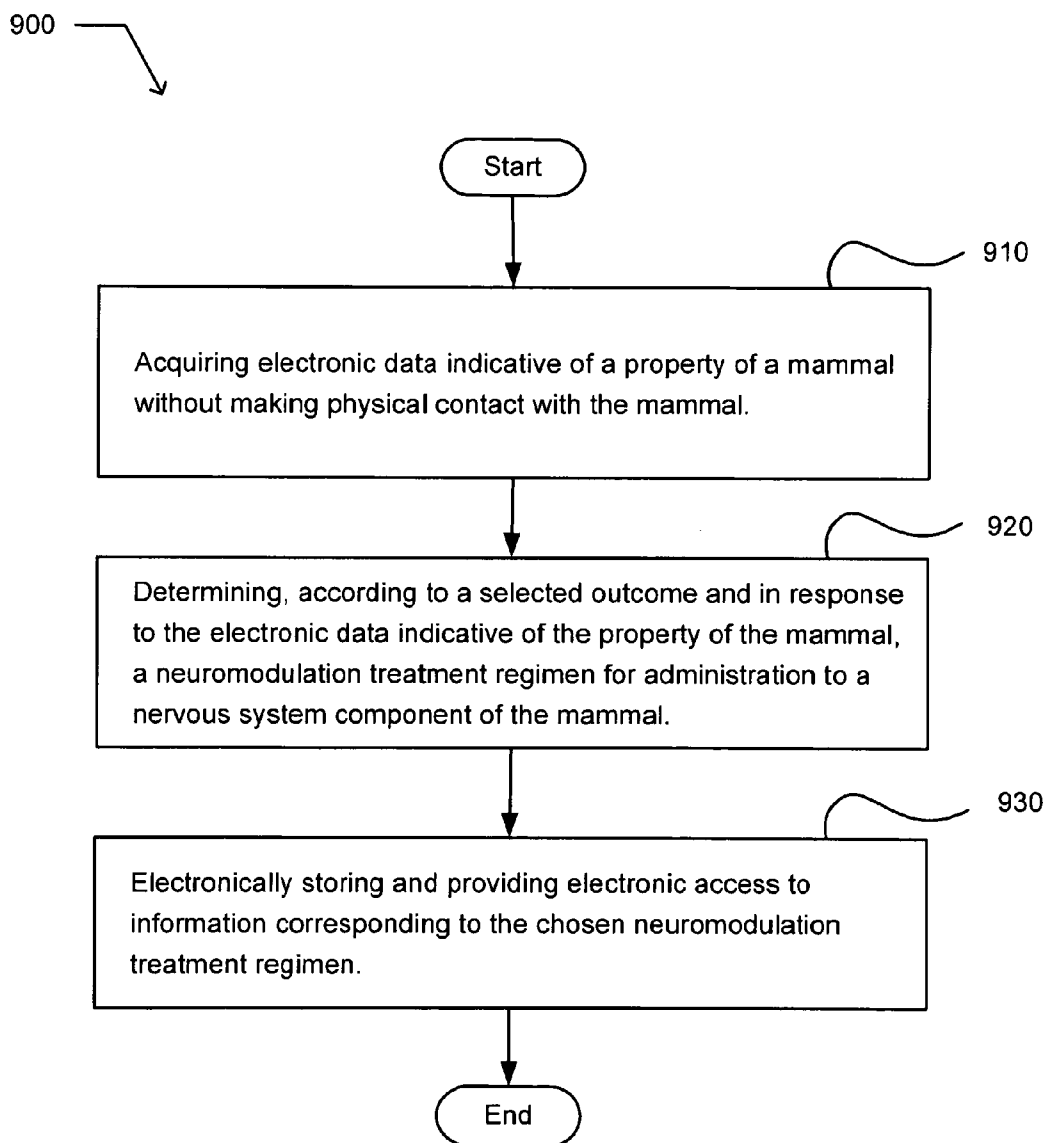 900
Start
910
Acquiring electronic data indicative of a property of a mammal
without making physical contact with the mammal.
920
Determining, according to a selected outcome and in response
to the electronic data indicative of the property of the mammal,
a neuromodulation treatment regimen for administration to a
nervous system component of the mammal.
930
Electronically storing and providing electronic access to
information corresponding to the chosen neuromodulation
treatment regimen.
End